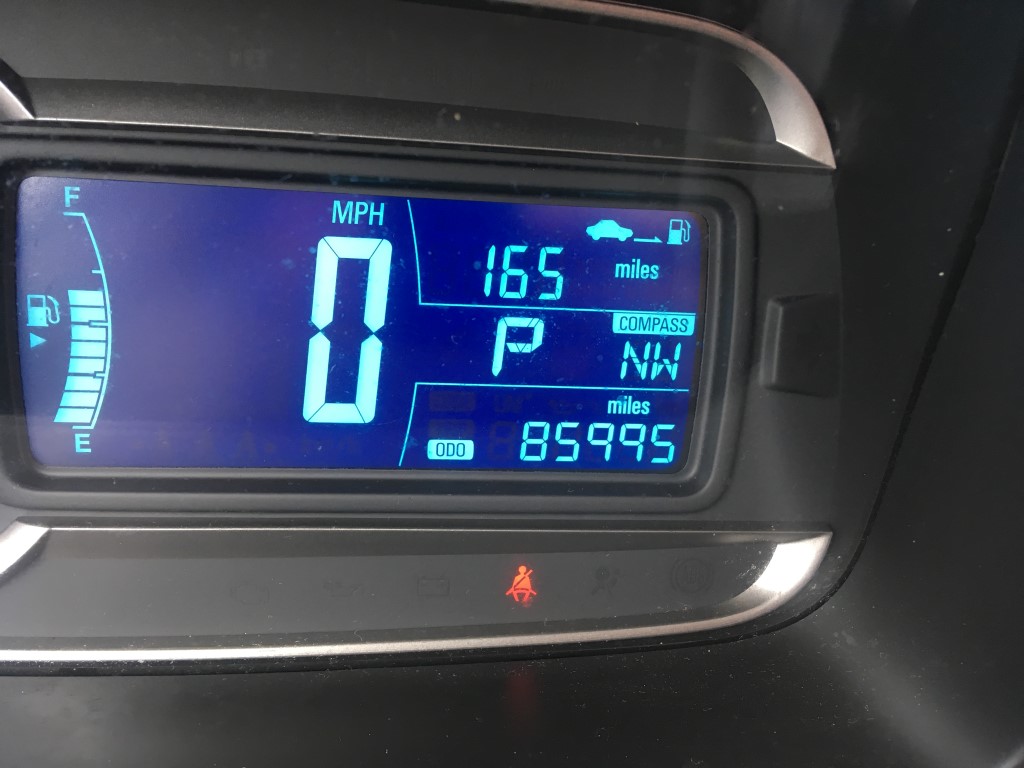 F
MPH
0
165 miles
P
COMPASS
NW
E
miles
ODO 85995